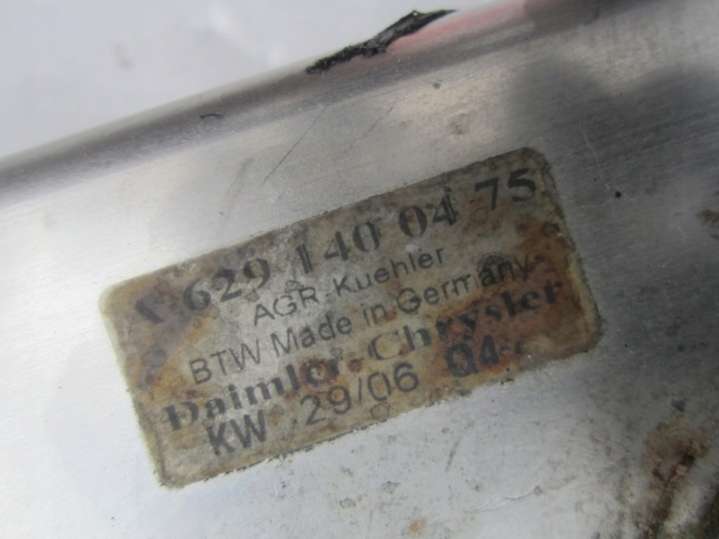 629 140 04 75
AGR-Kuehler
BTW Made in Germany
Daimler-Chrysler
KW 29/06 04